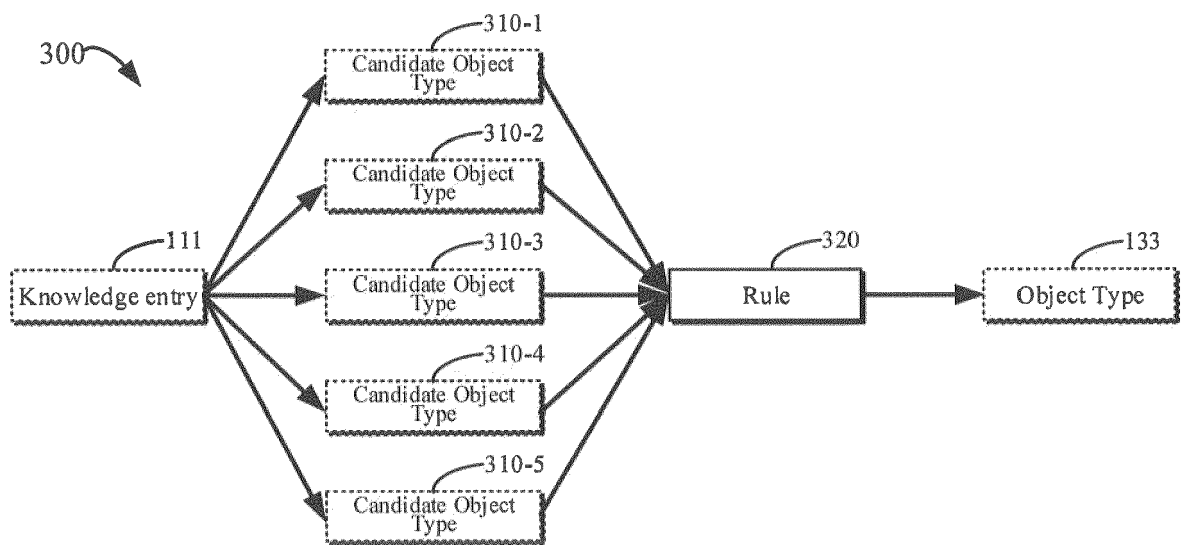 300
310-1
Candidate Object
Type
310-2
Candidate Object
Type
111
Knowledge entry
310-3
Candidate Object
Type
320
Rule
133
Object Type
310-4
Candidate Object
Type
310-5
Candidate Object
Type